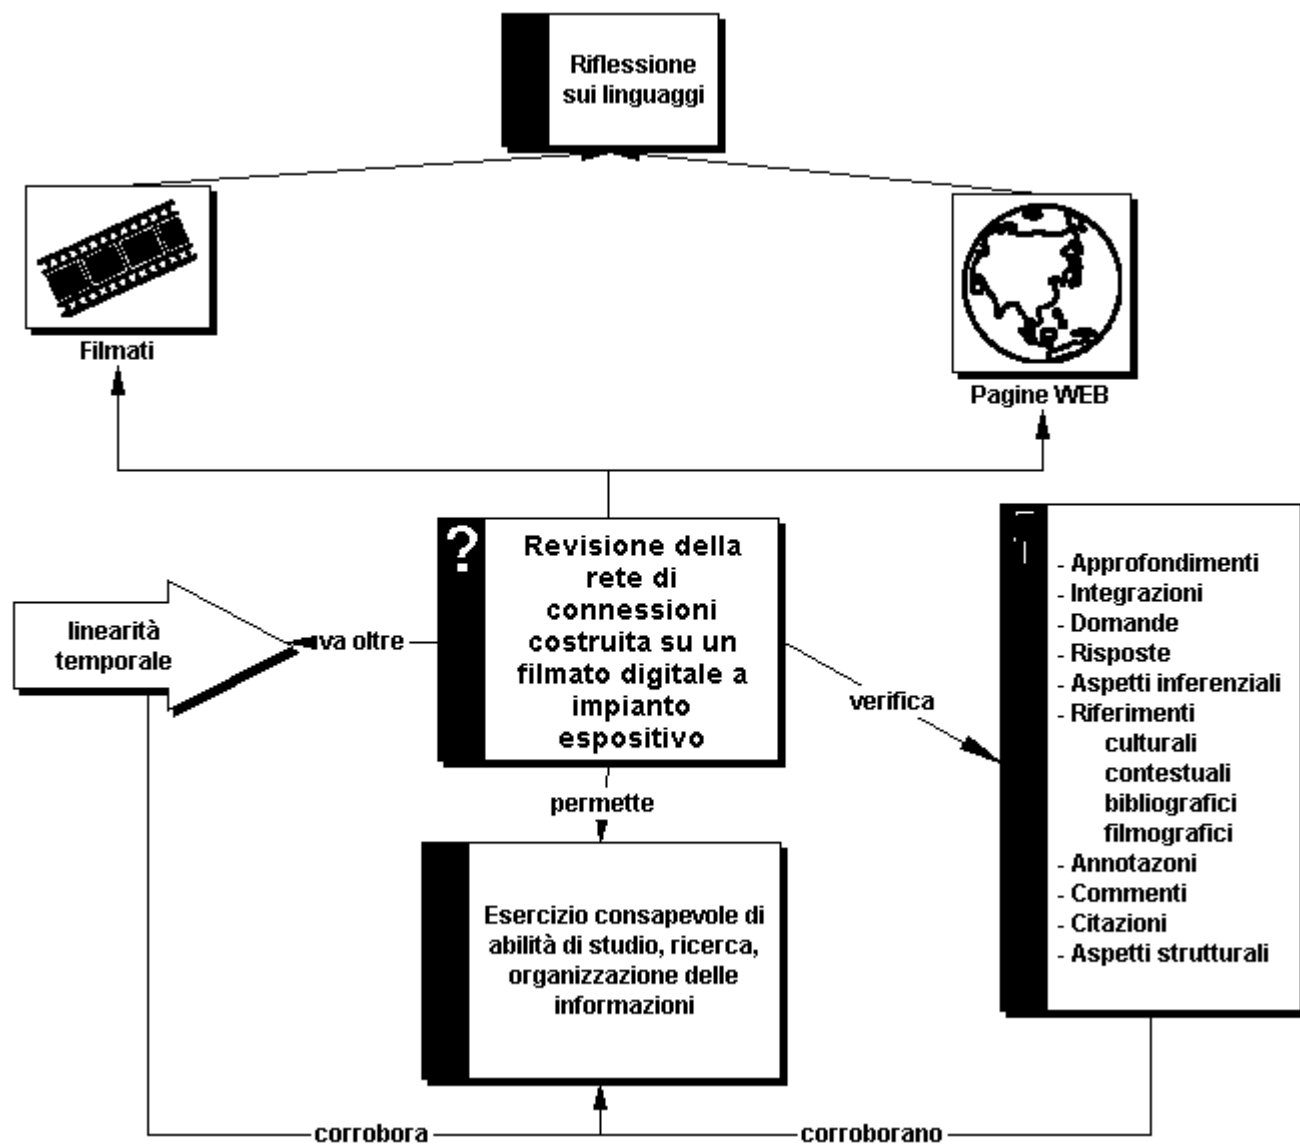 Riflessione
sui linguaggi
Filmati
Pagine WEB
?
Revisione della
rete di
connessioni
costruita su un
filmato digitale a
impianto
espositivo
linearità
temporale
va oltre
verifica
- Approfondimenti
- Integrazioni
- Domande
- Risposte
- Aspetti inferenziali
- Riferimenti
culturali
contestuali
bibliografici
filmografici
- Annotazoni
- Commenti
- Citazioni
- Aspetti strutturali
permette
Esercizio consapevole di
abilità di studio, ricerca,
organizzazione delle
informazioni
corrobora
corroborano